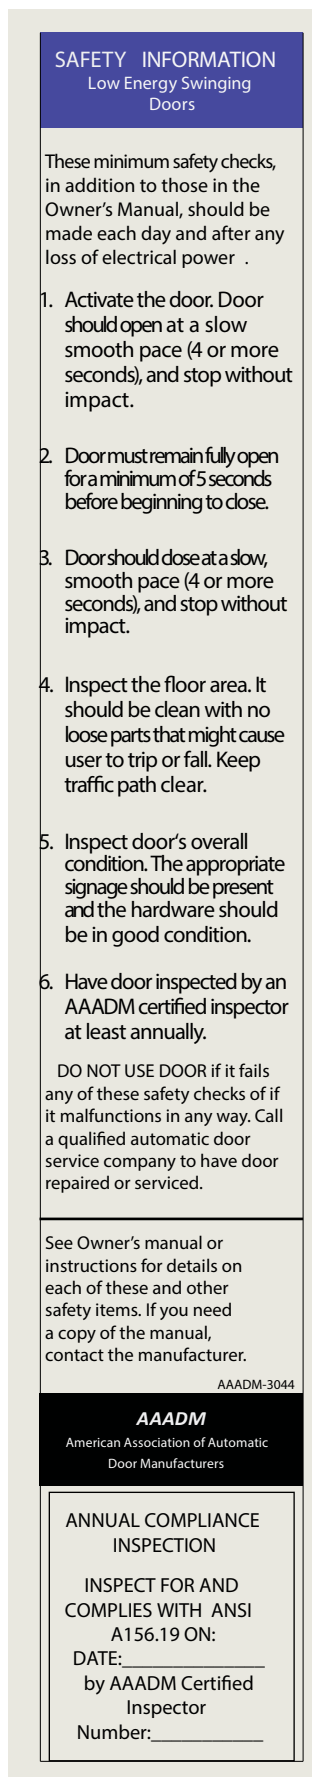 SAFETY INFORMATION
Low Energy Swinging
Doors
These minimum safety checks,
in addition to those in the
Owner's Manual, should be
made each day and after any
loss of electrical power .
1. Activate the door. Door
should open at a slow
smooth pace (4 or more
seconds), and stop without
impact.
2. Door must remain fully open
for a minimum of 5 seconds
before beginning to close.
3. Door should close at a slow,
smooth pace (4 or more
seconds), and stop without
impact.
4. Inspect the floor area. It
should be clean with no
loose parts that might cause
user to trip or fall. Keep
traffic path clear.
5. Inspect door's overall
condition. The appropriate
signage should be present
and the hardware should
be in good condition.
6. Have door inspected by an
AAADM certified inspector
at least annually.
DO NOT USE DOOR if it fails
any of these safety checks of if
it malfunctions in any way. Call
a qualified automatic door
service company to have door
repaired or serviced.
See Owner's manual or
instructions for details on
each of these and other
safety items. If you need
a copy of the manual,
contact the manufacturer.
AAADM-3044
AAADM
American Association of Automatic
Door Manufacturers
ANNUAL COMPLIANCE
INSPECTION
INSPECT FOR AND
COMPLIES WITH ANSI
A156.19 ON:
DATE:______________
by AAADM Certified
Inspector
Number:___________